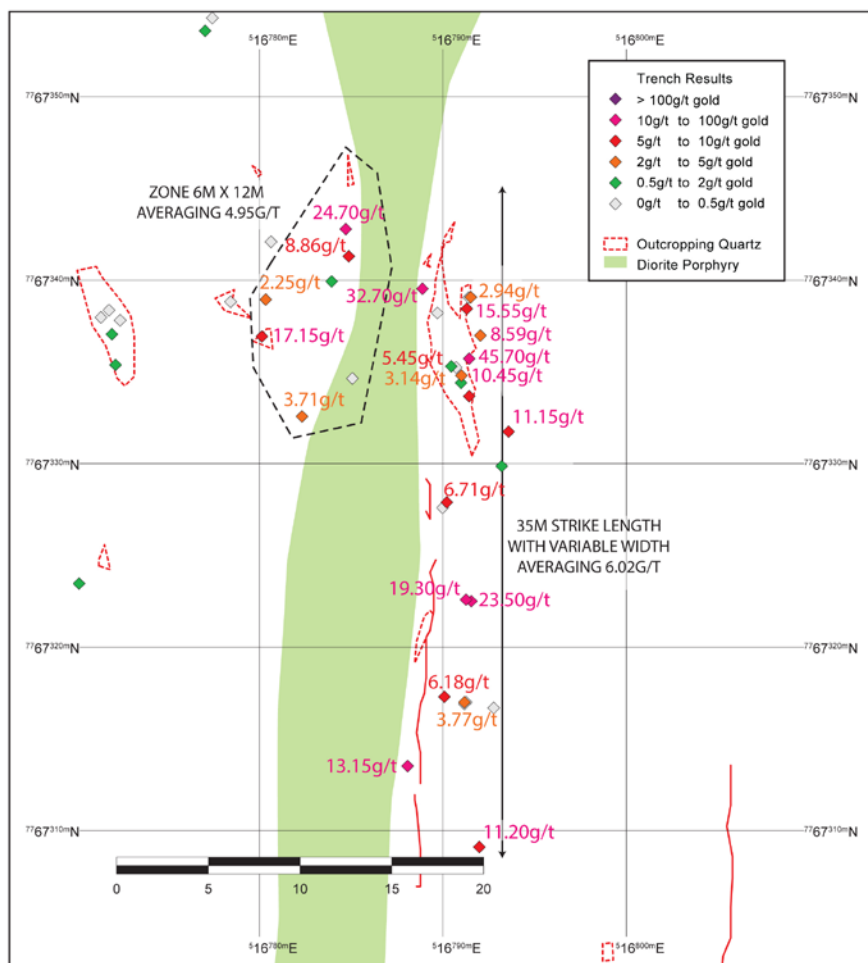 516780mE
516790mE
516800mE
7767350mN
7767350mN
Trench Results
> 100g/t gold
10g/t to 100g/t gold
5g/t to 10g/t gold
2g/t to 5g/t gold
0.5g/t to 2g/t gold
0g/t to 0.5g/t gold
Outcropping Quartz
Diorite Porphyry
ZONE 6M X 12M
AVERAGING 4.95G/T
24.70g/t
8.86g/t
7767340mN
7767340mN
2.25g/t
32.70g/t
2.94g/t
15.55g/t
17.15g/t
8.59g/t
5.45g/t
45.70g/t
3.14g/t
10.45g/t
3.71g/t
11.15g/t
7767330mN
7767330mN
6.71g/t
35M STRIKE LENGTH
WITH VARIABLE WIDTH
AVERAGING 6.02G/T
19.30g/t
23.50g/t
7767320mN
7767320mN
6.18g/t
3.77g/t
13.15g/t
7767310mN
7767310mN
11.20g/t
0
5
10
15
20
516780mE
516790mE
516800mE